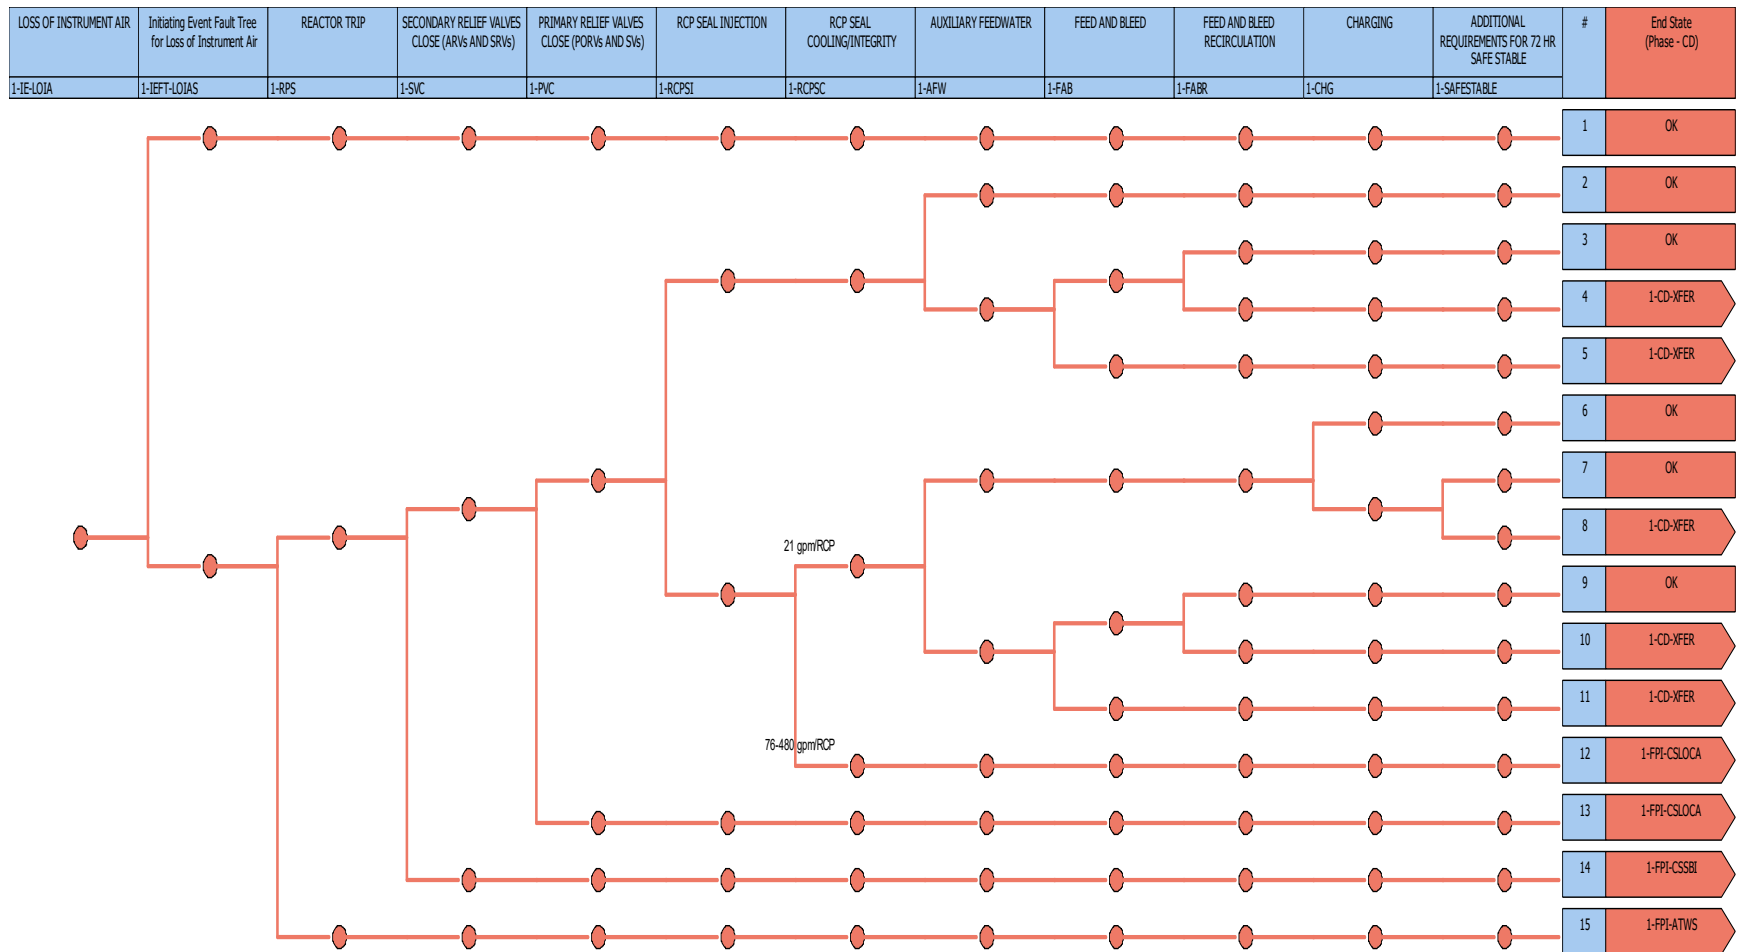 LOSS OF INSTRUMENT AIR
Initiating Event Fault Tree
for Loss of Instrument Air
REACTOR TRIP
SECONDARY RELIEF VALVES
CLOSE (ARVs AND SRVs)
PRIMARY RELIEF VALVES
CLOSE (PORVs AND SVs)
RCP SEAL INJECTION
RCP SEAL
COOLING/INTEGRITY
AUXILIARY FEEDWATER
FEED AND BLEED
FEED AND BLEED
RECIRCULATION
CHARGING
ADDITIONAL
REQUIREMENTS FOR 72 HR
SAFE STABLE
#
End State
(Phase - CD)
1-IE-LOIA
1-IEFT-LOIAS
1-RPS
1-SVC
1-PVC
1-RCPSI
1-RCPSC
1-AFW
1-FAB
1-FABR
1-CHG
1-SAFESTABLE
1 OK
2 OK
3 OK
4 1-CD-XFER
5 1-CD-XFER
6 OK
7 OK
8 1-CD-XFER
21 gpm/RCP
9 OK
10 1-CD-XFER
11 1-CD-XFER
76-480 gpm/RCP
12 1-FPI-CSLOCA
13 1-FPI-CSLOCA
14 1-FPI-CSSBI
15 1-FPI-ATWS